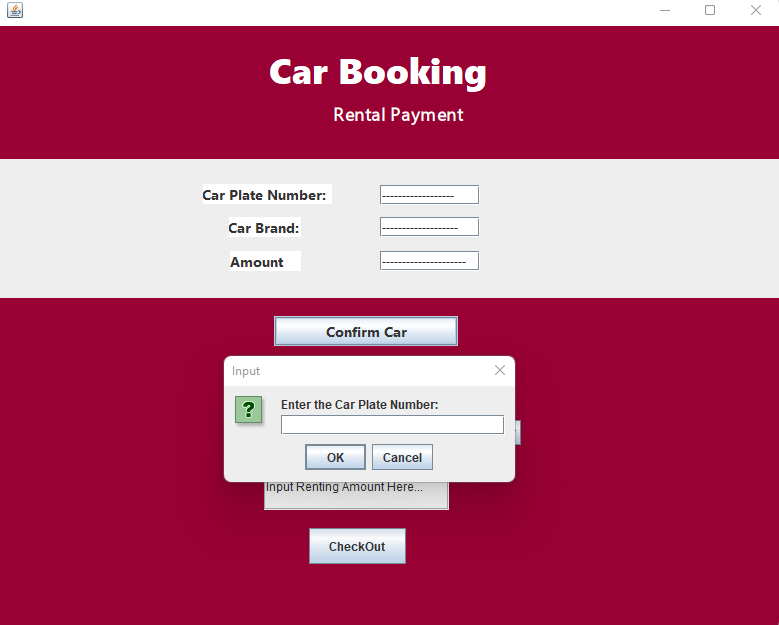 Car Booking
Rental Payment
Car Plate Number: ------------------
Car Brand: -------------------
Amount ---------------------
Confirm Car
Input
?
Enter the Car Plate Number:
OK Cancel
Input Renting Amount Here...
CheckOut